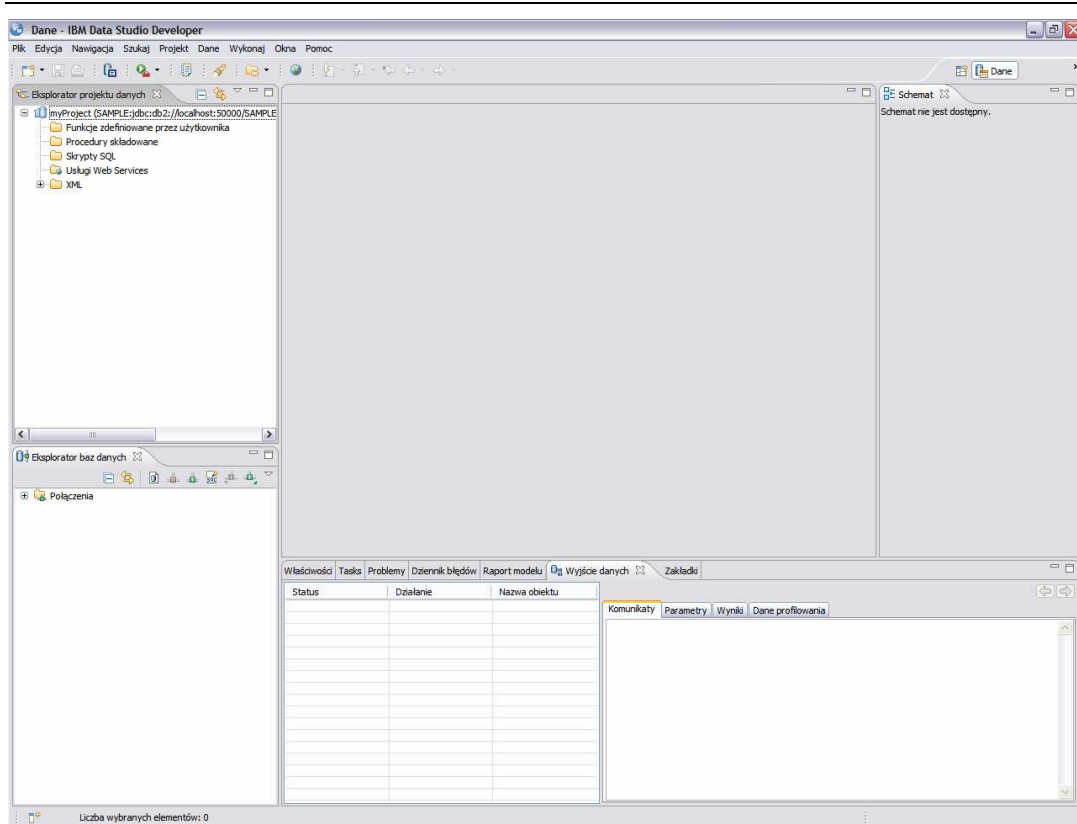 Dane - IBM Data Studio Developer
Plik Edycja Nawigacja Szukaj Projekt Dane Wykonaj Okna Pomoc
Dane
Eksplorator projektu danych
myProject (SAMPLE:jdbc:db2://localhost:50000/SAMPLE
Funkcje zdefiniowane przez użytkownika
Procedury składowane
Skrypty SQL
Usługi Web Services
XML
Schemat
Schemat nie jest dostępny.
Eksplorator baz danych
Połączenia
Właściwości Tasks Problemy Dziennik błędów Raport modelu Wyjście danych Zakładki
Status Działanie Nazwa obiektu
Komunikaty Parametry Wyniki Dane profilowania
Liczba wybranych elementów: 0